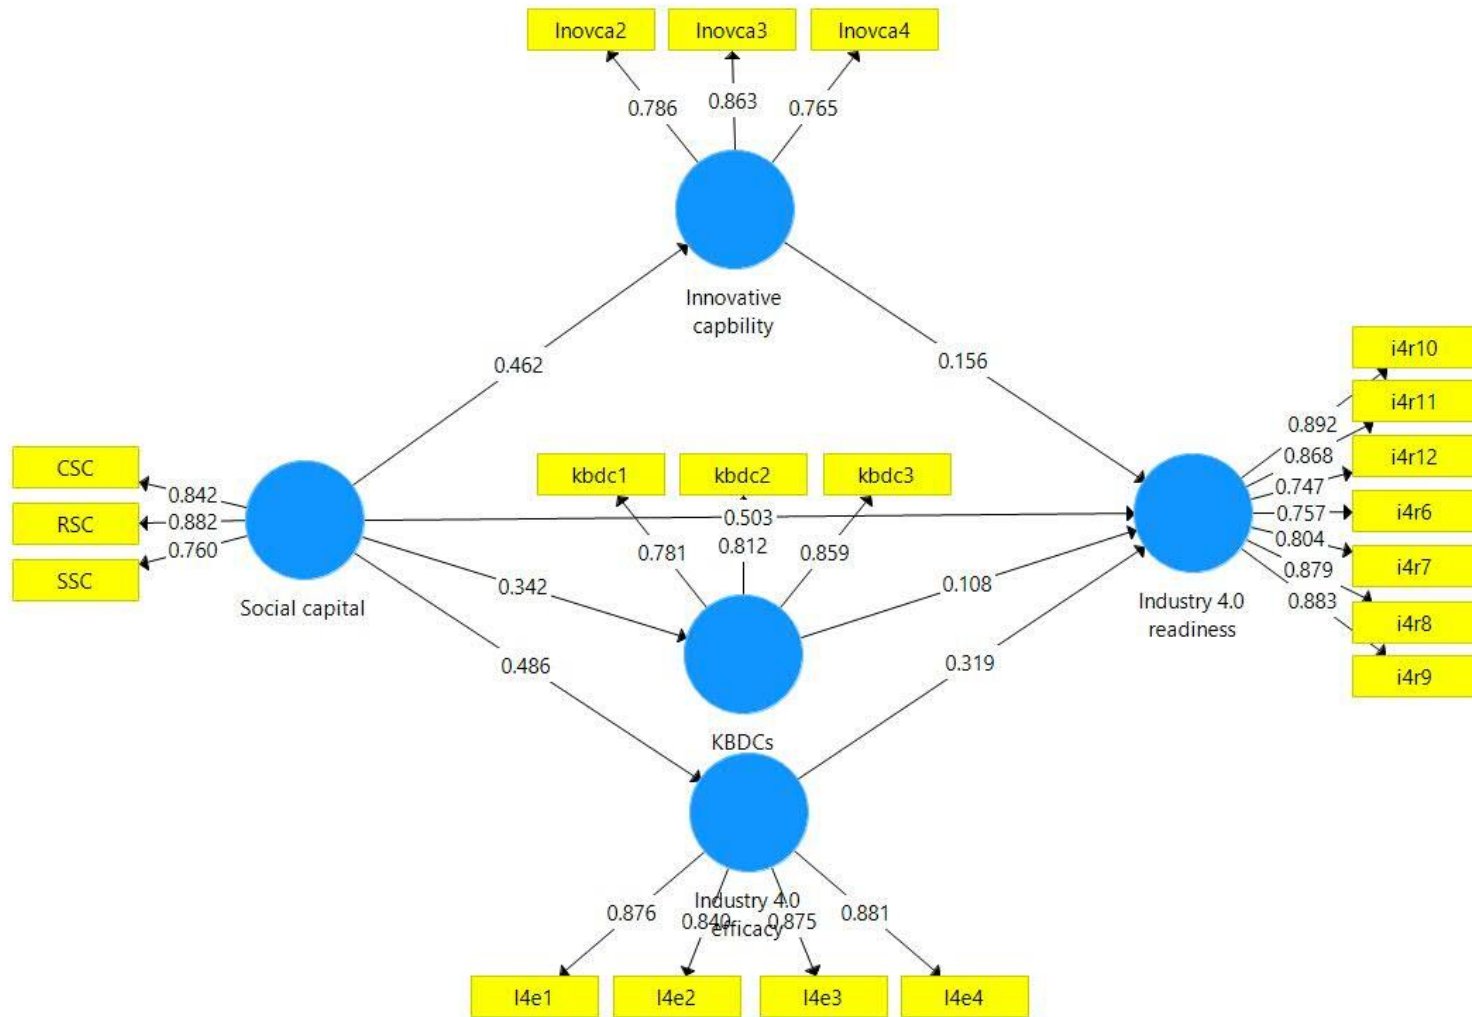 Inovca2 Inovca3 Inovca4
0.786 0.863 0.765
Innovative
capbility
0.462 0.156
CSC
RSC
SSC
0.842
0.882
0.760
Social capital
kbdc1 kbdc2 kbdc3
0.503
0.781 0.812 0.859
0.342 0.108
0.486 0.319
KBDCs
i4r10
i4r11
i4r12
i4r6
i4r7
i4r8
i4r9
0.892
0.868
0.747
0.757
0.804
0.879
0.883
Industry 4.0
readiness
Industry 4.0
efficacy
0.876 0.840 0.875 0.881
I4e1 I4e2 I4e3 I4e4